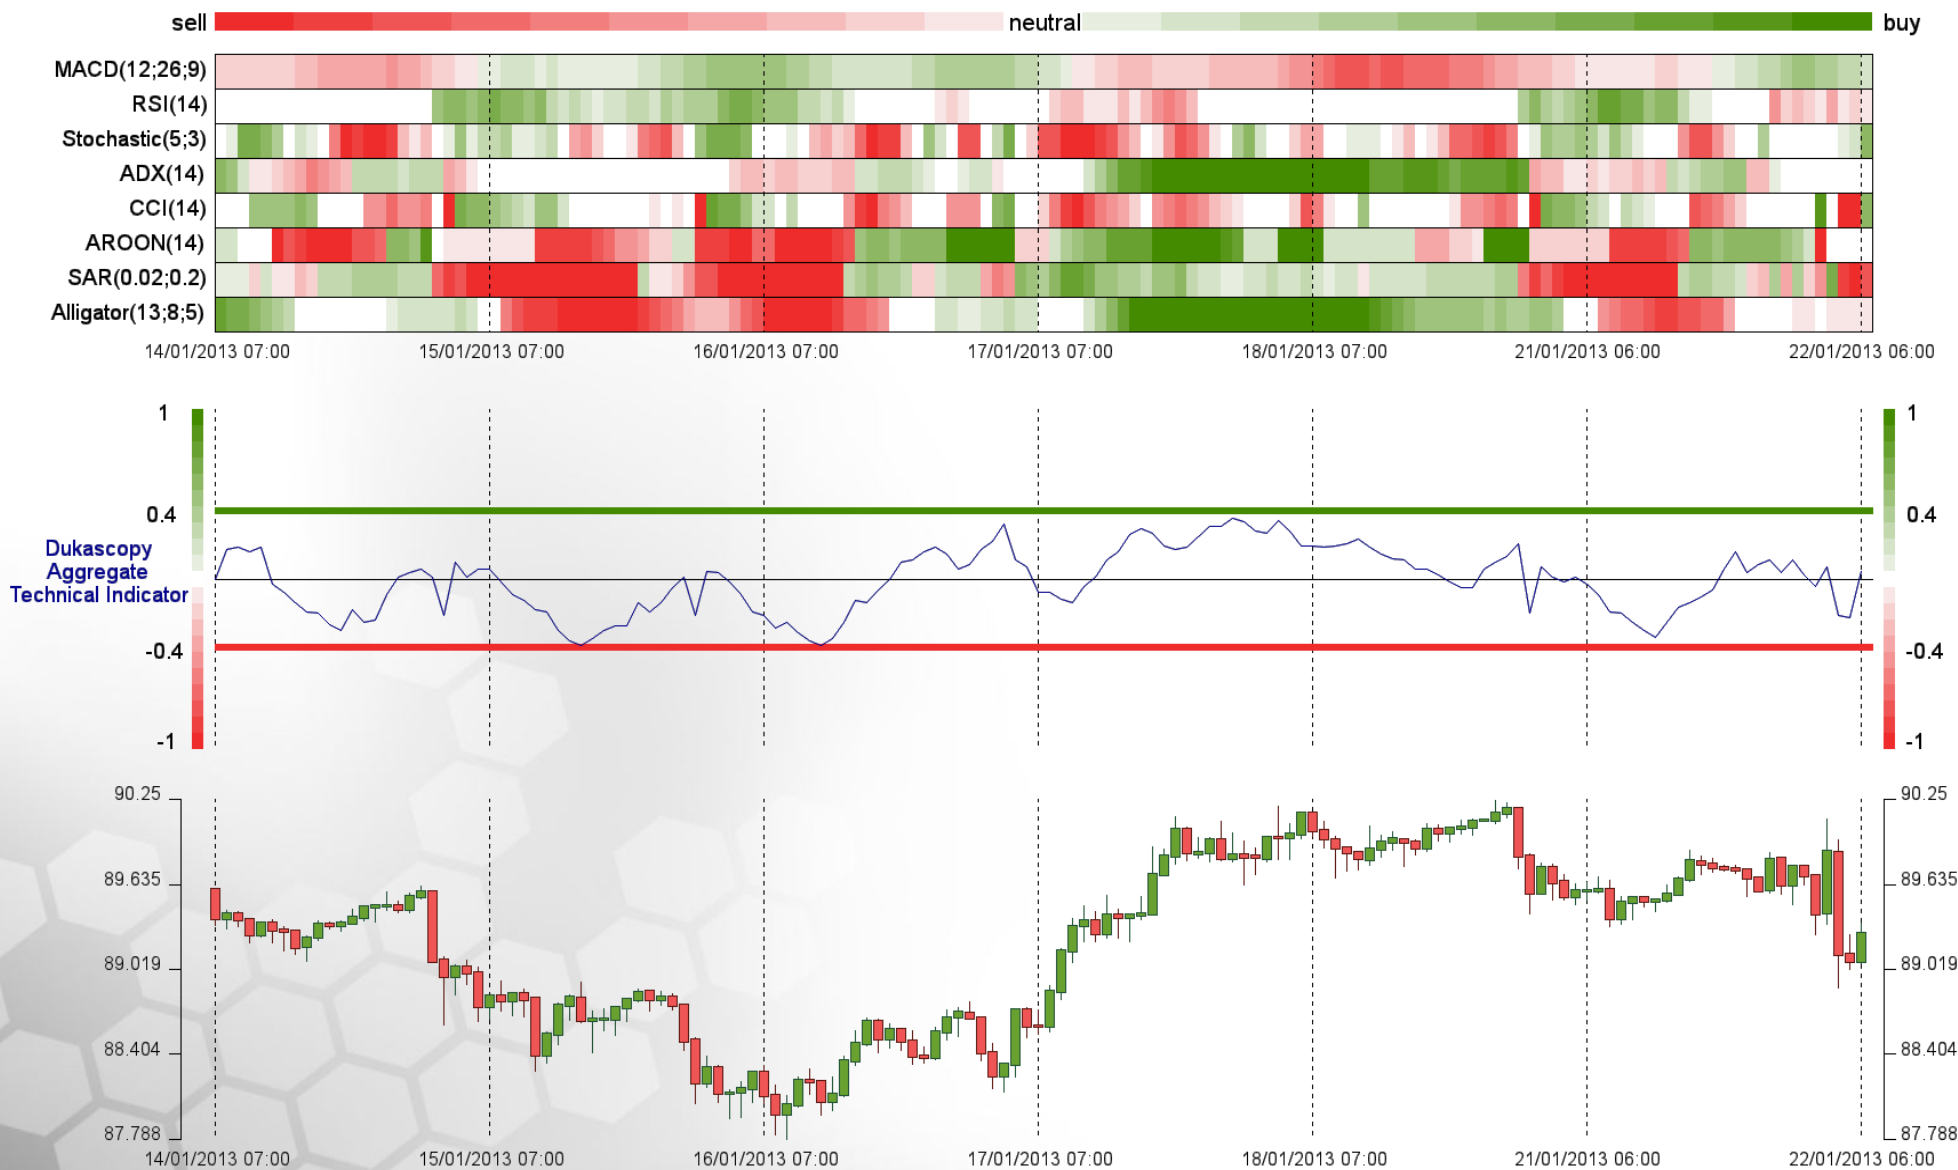 sell neutral buy
MACD(12;26;9)
RSI(14)
Stochastic(5;3)
ADX(14)
CCI(14)
AROON(14)
SAR(0.02;0.2)
Alligator(13;8;5)
14/01/2013 07:00 15/01/2013 07:00 16/01/2013 07:00 17/01/2013 07:00 18/01/2013 07:00 21/01/2013 06:00 22/01/2013 06:00
1 1
0.4 0.4
Dukascopy
Aggregate
Technical Indicator
-0.4 -0.4
-1 -1
90.25 90.25
89.635 89.635
89.019 89.019
88.404 88.404
87.788 87.788
14/01/2013 07:00 15/01/2013 07:00 16/01/2013 07:00 17/01/2013 07:00 18/01/2013 07:00 21/01/2013 06:00 22/01/2013 06:00